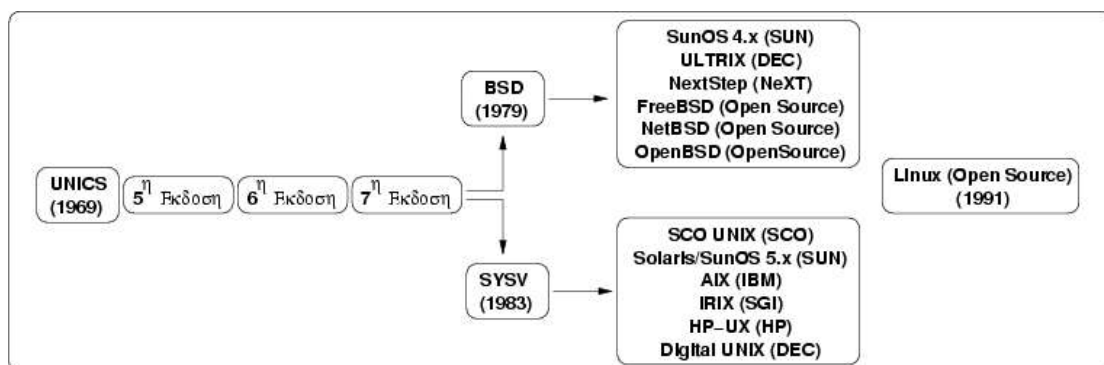 UNICS
(1969)
5η Εκδοση
6η Εκδοση
7η Εκδοση
BSD
(1979)
SYSV
(1983)
SunOS 4.x (SUN)
ULTRIX (DEC)
NextStep (NeXT)
FreeBSD (Open Source)
NetBSD (Open Source)
OpenBSD (OpenSource)
SCO UNIX (SCO)
Solaris/SunOS 5.x (SUN)
AIX (IBM)
IRIX (SGI)
HP-UX (HP)
Digital UNIX (DEC)
Linux (Open Source)
(1991)